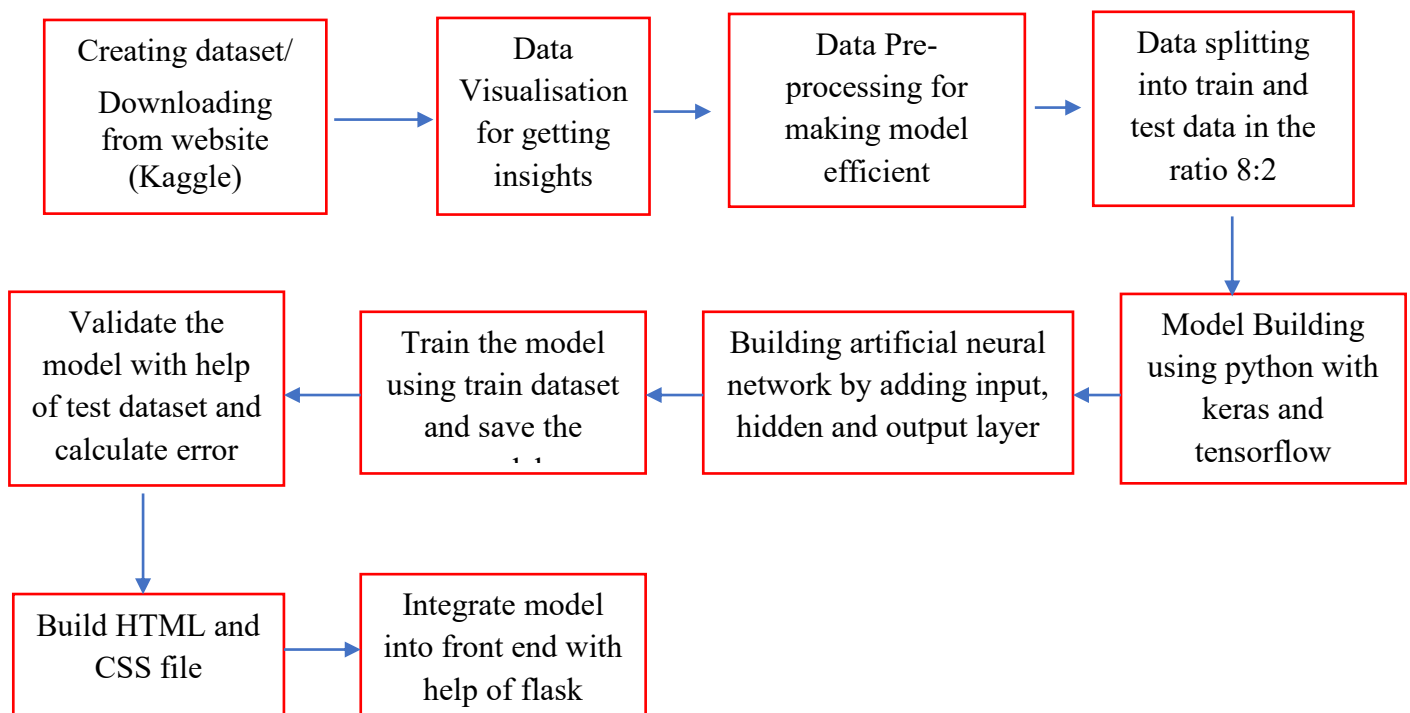 Creating dataset/
Downloading
from website
(Kaggle)
Data
Visualisation
for getting
insights
Data Pre-
processing for
making model
efficient
Data splitting
into train and
test data in the
ratio 8:2
Model Building
using python with
keras and
tensorflow
Building artificial neural
network by adding input,
hidden and output layer
Train the model
using train dataset
and save the
Validate the
model with help
of test dataset and
calculate error
Build HTML and
CSS file
Integrate model
into front end with
help of flask